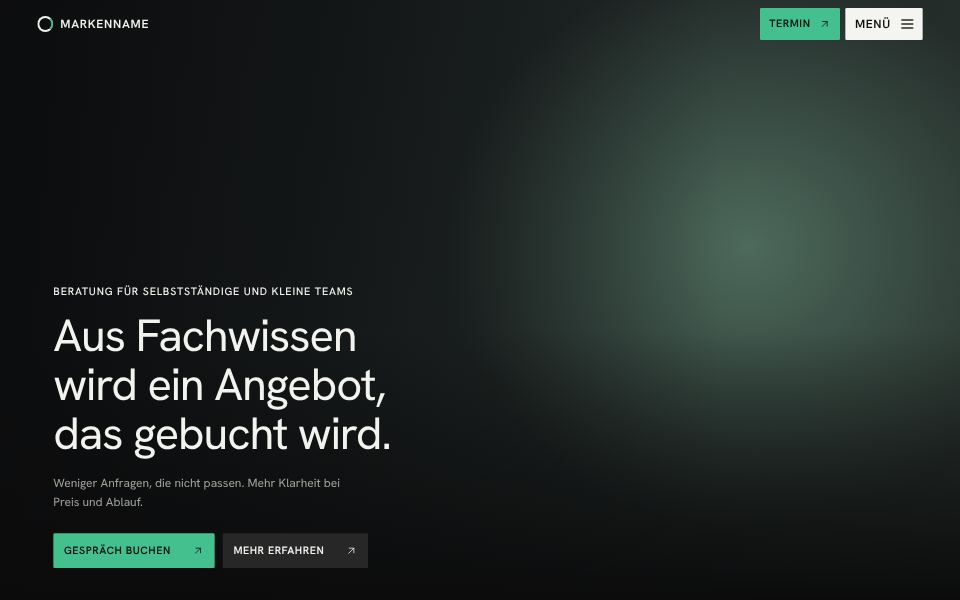 MARKENNAME
TERMIN
MENÜ
BERATUNG FÜR SELBSTSTÄNDIGE UND KLEINE TEAMS
Aus Fachwissen
wird ein Angebot,
das gebucht wird.
Weniger Anfragen, die nicht passen. Mehr Klarheit bei
Preis und Ablauf.
GESPRÄCH BUCHEN
MEHR ERFAHREN